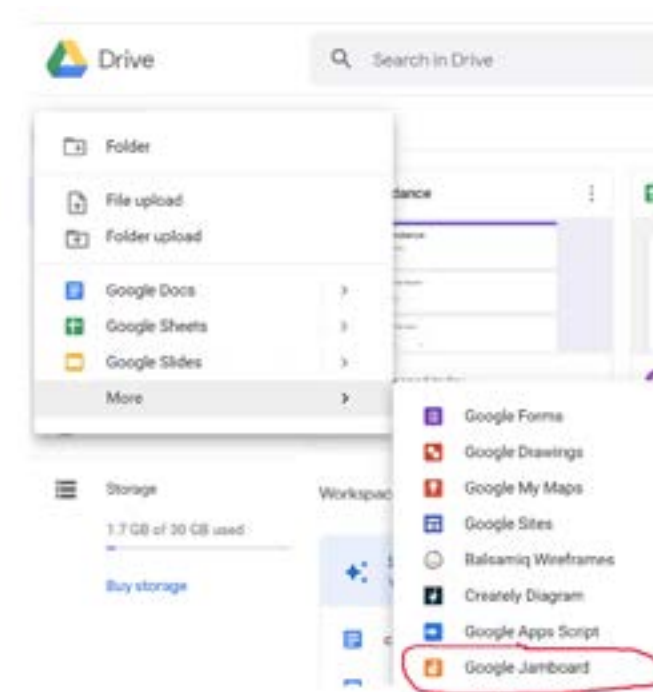 Drive
Search in Drive
Folder
File upload
Folder upload
Google Docs
Google Sheets
Google Slides
More
Google Forms
Google Drawings
Google My Maps
Google Sites
Balsamiq Wireframes
Creately Diagram
Google Apps Script
Google Jamboard
Storage
1.7 GB of 30 GB used
Buy storage